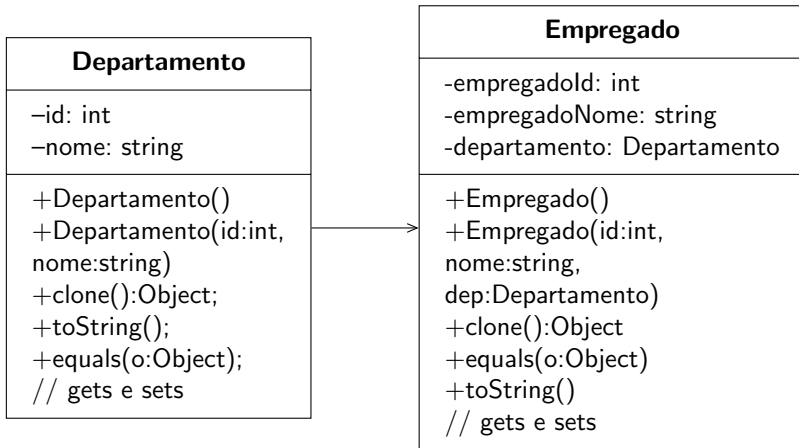 Departamento
–id: int
–nome: string
+Departamento()
+Departamento(id:int,
nome:string)
+clone():Object;
+toString();
+equals(o:Object);
// gets e sets
Empregado
-empregadoId: int
-empregadoNome: string
-departamento: Departamento
+Empregado()
+Empregado(id:int,
nome:string,
dep:Departamento)
+clone():Object
+equals(o:Object)
+toString()
// gets e sets